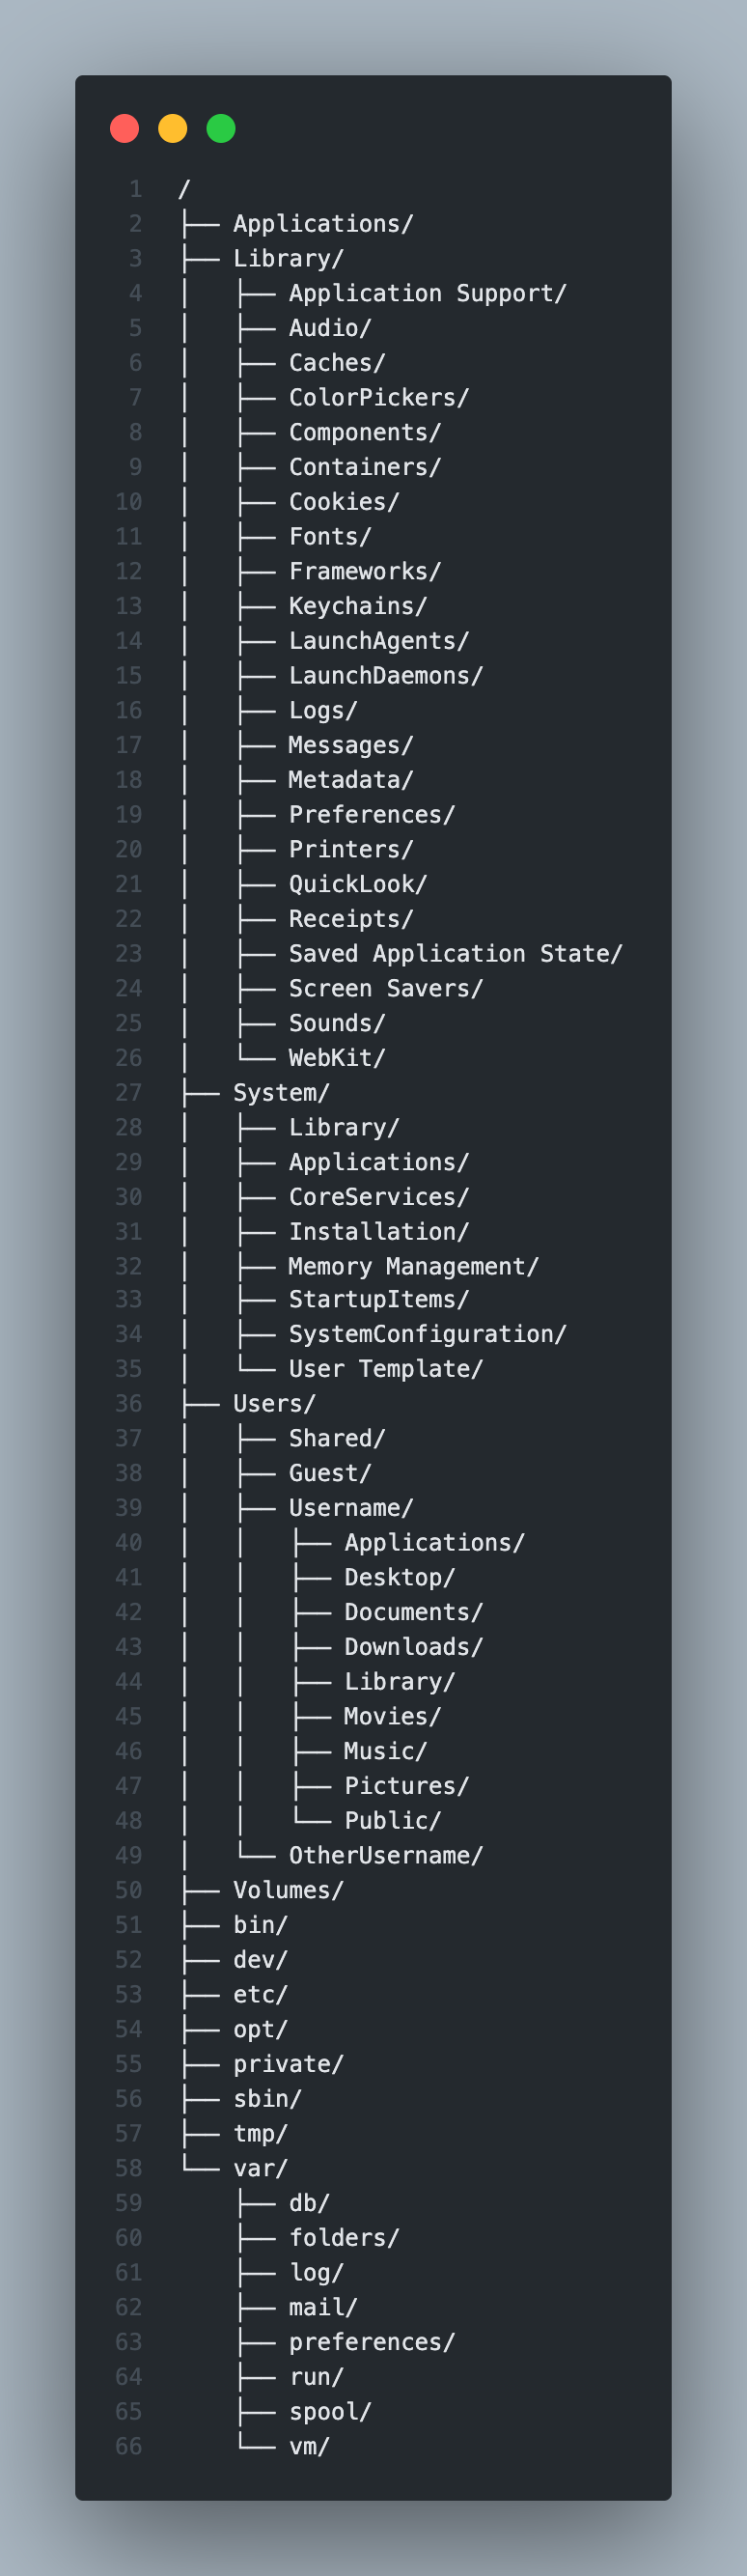 1 /
2 ├── Applications/
3 ├── Library/
4 │   ├── Application Support/
5 │   ├── Audio/
6 │   ├── Caches/
7 │   ├── ColorPickers/
8 │   ├── Components/
9 │   ├── Containers/
10 │   ├── Cookies/
11 │   ├── Fonts/
12 │   ├── Frameworks/
13 │   ├── Keychains/
14 │   ├── LaunchAgents/
15 │   ├── LaunchDaemons/
16 │   ├── Logs/
17 │   ├── Messages/
18 │   ├── Metadata/
19 │   ├── Preferences/
20 │   ├── Printers/
21 │   ├── QuickLook/
22 │   ├── Receipts/
23 │   ├── Saved Application State/
24 │   ├── Screen Savers/
25 │   ├── Sounds/
26 │   └── WebKit/
27 ├── System/
28 │   ├── Library/
29 │   ├── Applications/
30 │   ├── CoreServices/
31 │   ├── Installation/
32 │   ├── Memory Management/
33 │   ├── StartupItems/
34 │   ├── SystemConfiguration/
35 │   └── User Template/
36 ├── Users/
37 │   ├── Shared/
38 │   ├── Guest/
39 │   ├── Username/
40 │   │   ├── Applications/
41 │   │   ├── Desktop/
42 │   │   ├── Documents/
43 │   │   ├── Downloads/
44 │   │   ├── Library/
45 │   │   ├── Movies/
46 │   │   ├── Music/
47 │   │   ├── Pictures/
48 │   │   └── Public/
49 │   └── OtherUsername/
50 ├── Volumes/
51 ├── bin/
52 ├── dev/
53 ├── etc/
54 ├── opt/
55 ├── private/
56 ├── sbin/
57 ├── tmp/
58 └── var/
59     ├── db/
60     ├── folders/
61     ├── log/
62     ├── mail/
63     ├── preferences/
64     ├── run/
65     ├── spool/
66     └── vm/